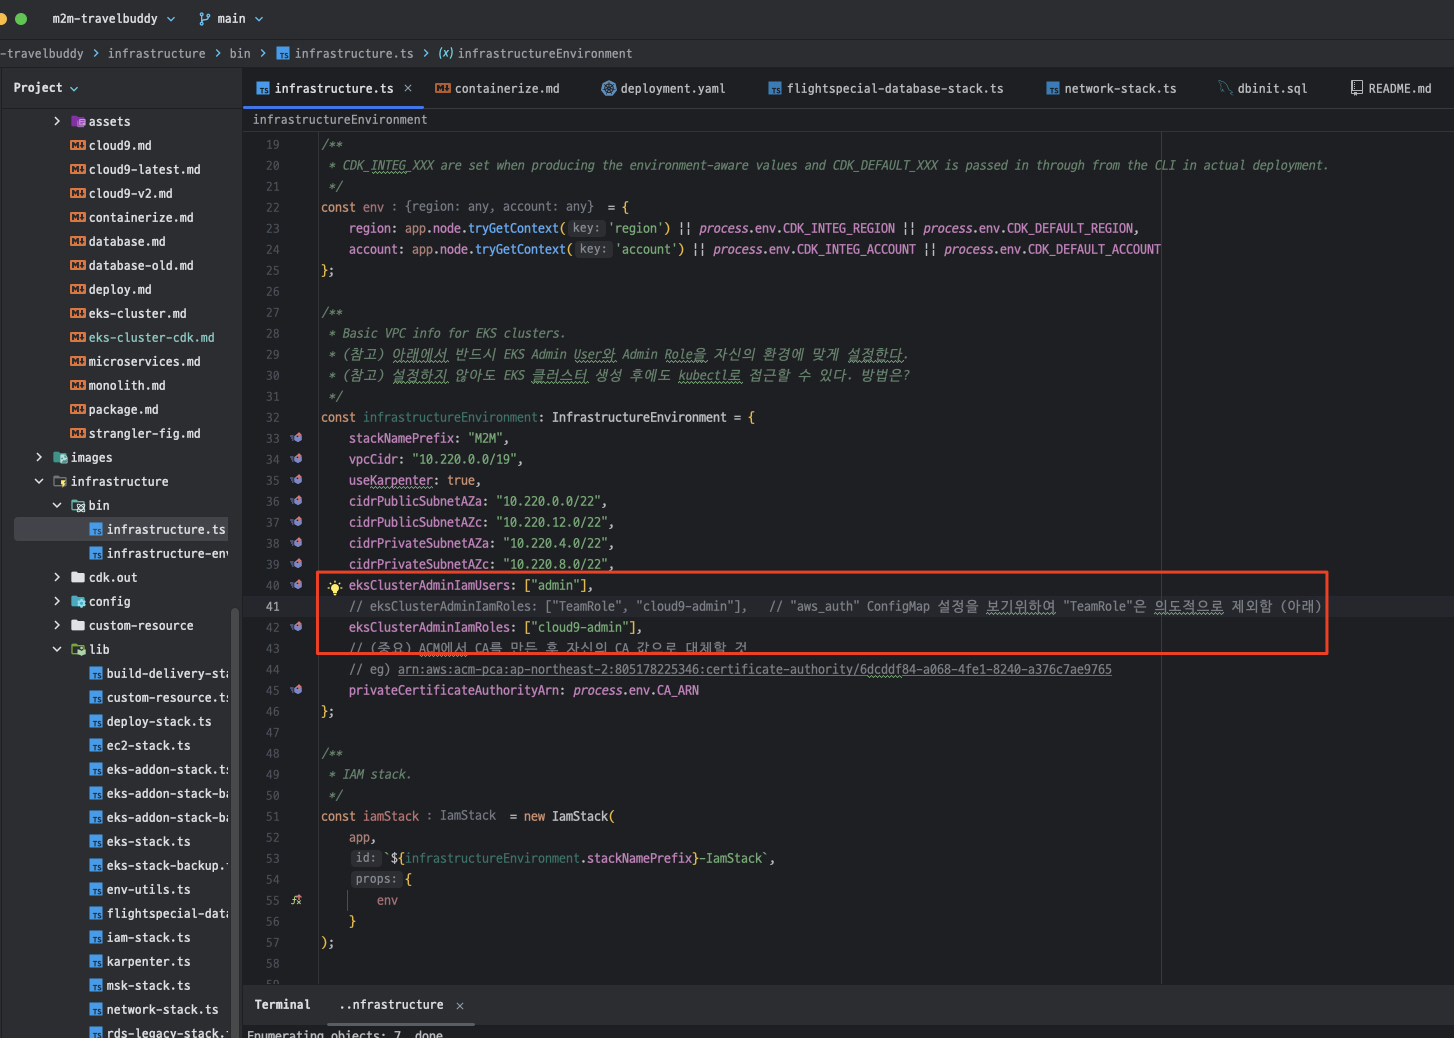 m2m-travelbuddy main
-travelbuddy > infrastructure > bin > infrastructure.ts > (x) infrastructureEnvironment
Project
infrastructure.ts × containerize.md deployment.yaml flightspecial-database-stack.ts network-stack.ts dbinit.sql README.md
infrastructureEnvironment
assets
cloud9.md
cloud9-latest.md
cloud9-v2.md
containerize.md
database.md
database-old.md
deploy.md
eks-cluster.md
eks-cluster-cdk.md
microservices.md
monolith.md
package.md
strangler-fig.md
images
infrastructure
bin
infrastructure.ts
infrastructure-env
cdk.out
config
custom-resource
lib
build-delivery-sta
custom-resource.t
deploy-stack.ts
ec2-stack.ts
eks-addon-stack.t
eks-addon-stack-ba
eks-addon-stack-ba
eks-stack.ts
eks-stack-backup.
env-utils.ts
flightspecial-data
iam-stack.ts
karpenter.ts
msk-stack.ts
network-stack.ts
rds-legacy-stack.
19 /**
20 * CDK_INTEG_XXX are set when producing the environment-aware values and CDK_DEFAULT_XXX is passed in through from the CLI in actual deployment.
21 */
22 const env : {region: any, account: any} = {
23 region: app.node.tryGetContext( key: 'region') || process.env.CDK_INTEG_REGION || process.env.CDK_DEFAULT_REGION,
24 account: app.node.tryGetContext( key: 'account') || process.env.CDK_INTEG_ACCOUNT || process.env.CDK_DEFAULT_ACCOUNT
25 };
26
27 /**
28 * Basic VPC info for EKS clusters.
29 * (참고) 아래에서 반드시 EKS Admin User와 Admin Role을 자신의 환경에 맞게 설정한다.
30 * (참고) 설정하지 않아도 EKS 클러스터 생성 후에도 kubectl로 접근할 수 있다. 방법은?
31 */
32 const infrastructureEnvironment: InfrastructureEnvironment = {
33 stackNamePrefix: "M2M",
34 vpcCidr: "10.220.0.0/19",
35 useKarpenter: true,
36 cidrPublicSubnetAZa: "10.220.0.0/22",
37 cidrPublicSubnetAZc: "10.220.12.0/22",
38 cidrPrivateSubnetAZa: "10.220.4.0/22",
39 cidrPrivateSubnetAZc: "10.220.8.0/22",
40 eksClusterAdminIamUsers: ["admin"],
41 // eksClusterAdminIamRoles: ["TeamRole", "cloud9-admin"], // "aws_auth" ConfigMap 설정을 보기위하여 "TeamRole"은 의도적으로 제외함 (아래)
42 eksClusterAdminIamRoles: ["cloud9-admin"],
43 // (중요) ACM에서 CA를 만든 후 자신의 CA 값으로 대체할 것
44 // eg) arn:aws:acm-pca:ap-northeast-2:805178225346:certificate-authority/6dcddf84-a068-4fe1-8240-a376c7ae9765
45 privateCertificateAuthorityArn: process.env.CA_ARN
46 };
47
48 /**
49 * IAM stack.
50 */
51 const iamStack : IamStack = new IamStack(
52 app,
53 id: `${infrastructureEnvironment.stackNamePrefix}-IamStack`,
54 props: {
55 env
56 }
57 );
58
59
Terminal ..nfrastructure ×
Enumerating objects: 7, done.